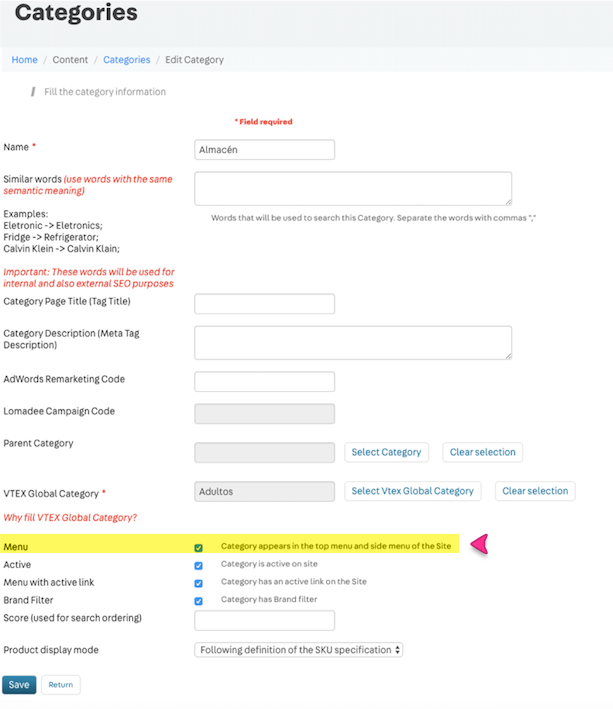 Categories
Home / Content / Categories / Edit Category
Fill the category information
* Field required
Name *
Almacén
Similar words (use words with the same
semantic meaning)
Words that will be used to search this Category. Separate the words with commas ","
Examples:
Eletronic -> Eletronics;
Fridge -> Refrigerator;
Calvin Klein -> Calvin Klain;
Important: These words will be used for
internal and also external SEO purposes
Category Page Title (Tag Title)
Category Description (Meta Tag
Description)
AdWords Remarketing Code
Lomadee Campaign Code
Parent Category
Select Category
Clear selection
VTEX Global Category *
Adultos
Select Vtex Global Category
Clear selection
Why fill VTEX Global Category?
Menu
Category appears in the top menu and side menu of the Site
Active
Category is active on site
Menu with active link
Category has an active link on the Site
Brand Filter
Category has Brand filter
Score (used for search ordering)
Product display mode
Following definition of the SKU specification
Save
Return